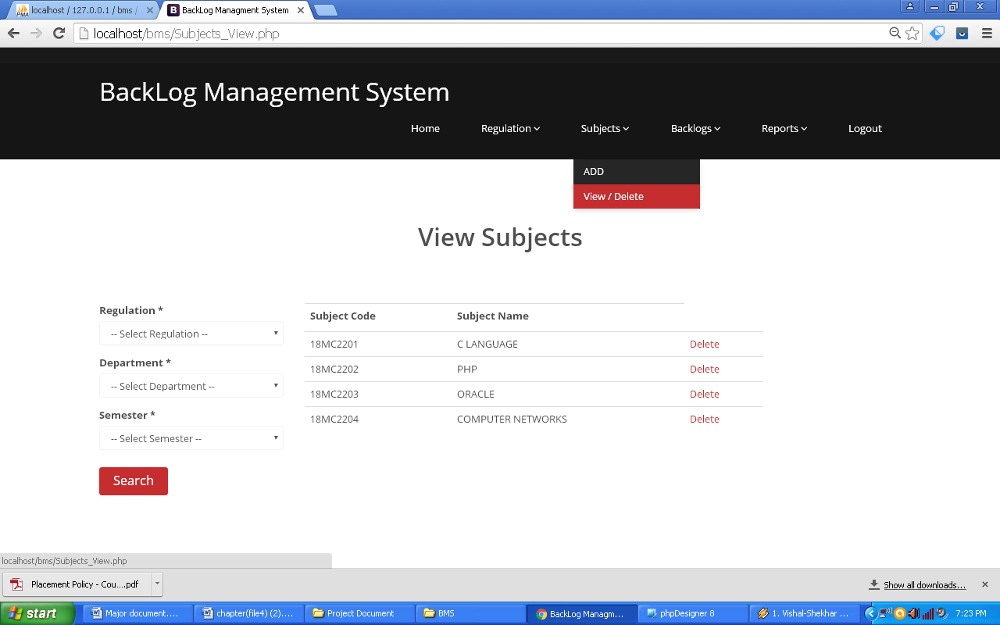 localhost / 127.0.0.1 / bms /
BackLog Managment System
localhost/bms/Subjects_View.php
BackLog Management System
Home Regulation Subjects Backlogs Reports Logout
ADD
View / Delete
View Subjects
Regulation *
-- Select Regulation --
Department *
-- Select Department --
Semester *
-- Select Semester --
Search
Subject Code Subject Name
18MC2201 C LANGUAGE Delete
18MC2202 PHP Delete
18MC2203 ORACLE Delete
18MC2204 COMPUTER NETWORKS Delete
localhost/bms/Subjects_View.php
Placement Policy - Cou....pdf
Show all downloads...
start
Major document....
chapter(file4) (2)....
Project Document
BMS
BackLog Managm...
phpDesigner 8
1. Vishal-Shekhar ...
7:23 PM